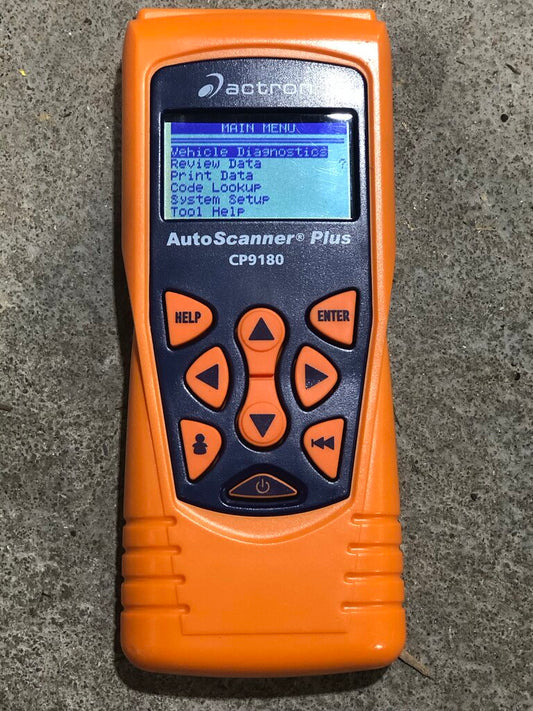 actron
MAIN MENU
Vehicle Diagnostics
Review Data ?
Print Data
Code Lookup
System Setup
Tool Help
AutoScanner® Plus
CP9180
HELP
ENTER